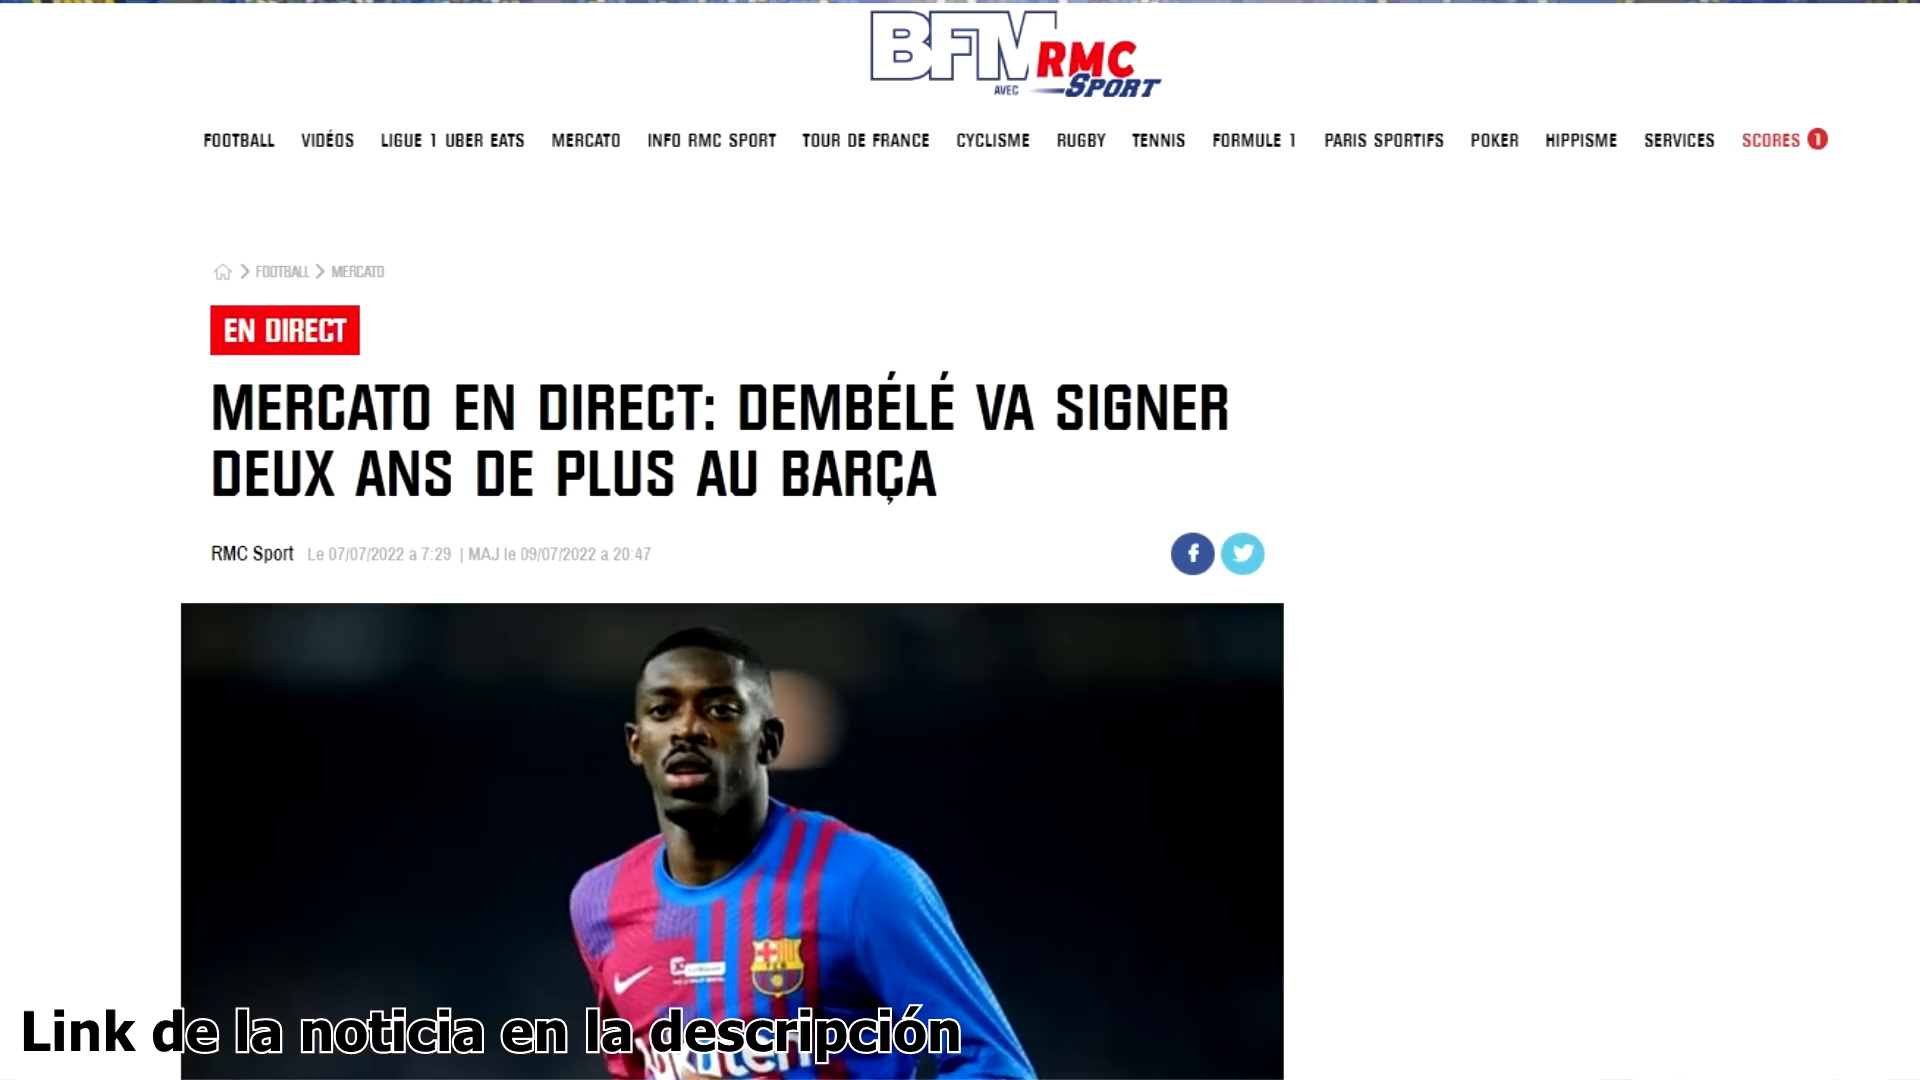 BFM
AVEC
RMC
SPORT
FOOTBALL VIDÉOS LIGUE 1 UBER EATS MERCATO INFO RMC SPORT TOUR DE FRANCE CYCLISME RUGBY TENNIS FORMULE 1 PARIS SPORTIFS POKER HIPPISME SERVICES SCORES 1
FOOTBALL MERCATO
EN DIRECT
MERCATO EN DIRECT: DEMBÉLÉ VA SIGNER
DEUX ANS DE PLUS AU BARÇA
RMC Sport Le 07/07/2022 à 7:29 | MAJ le 09/07/2022 à 20:47
Link de la noticia en la descripción
Rakuten